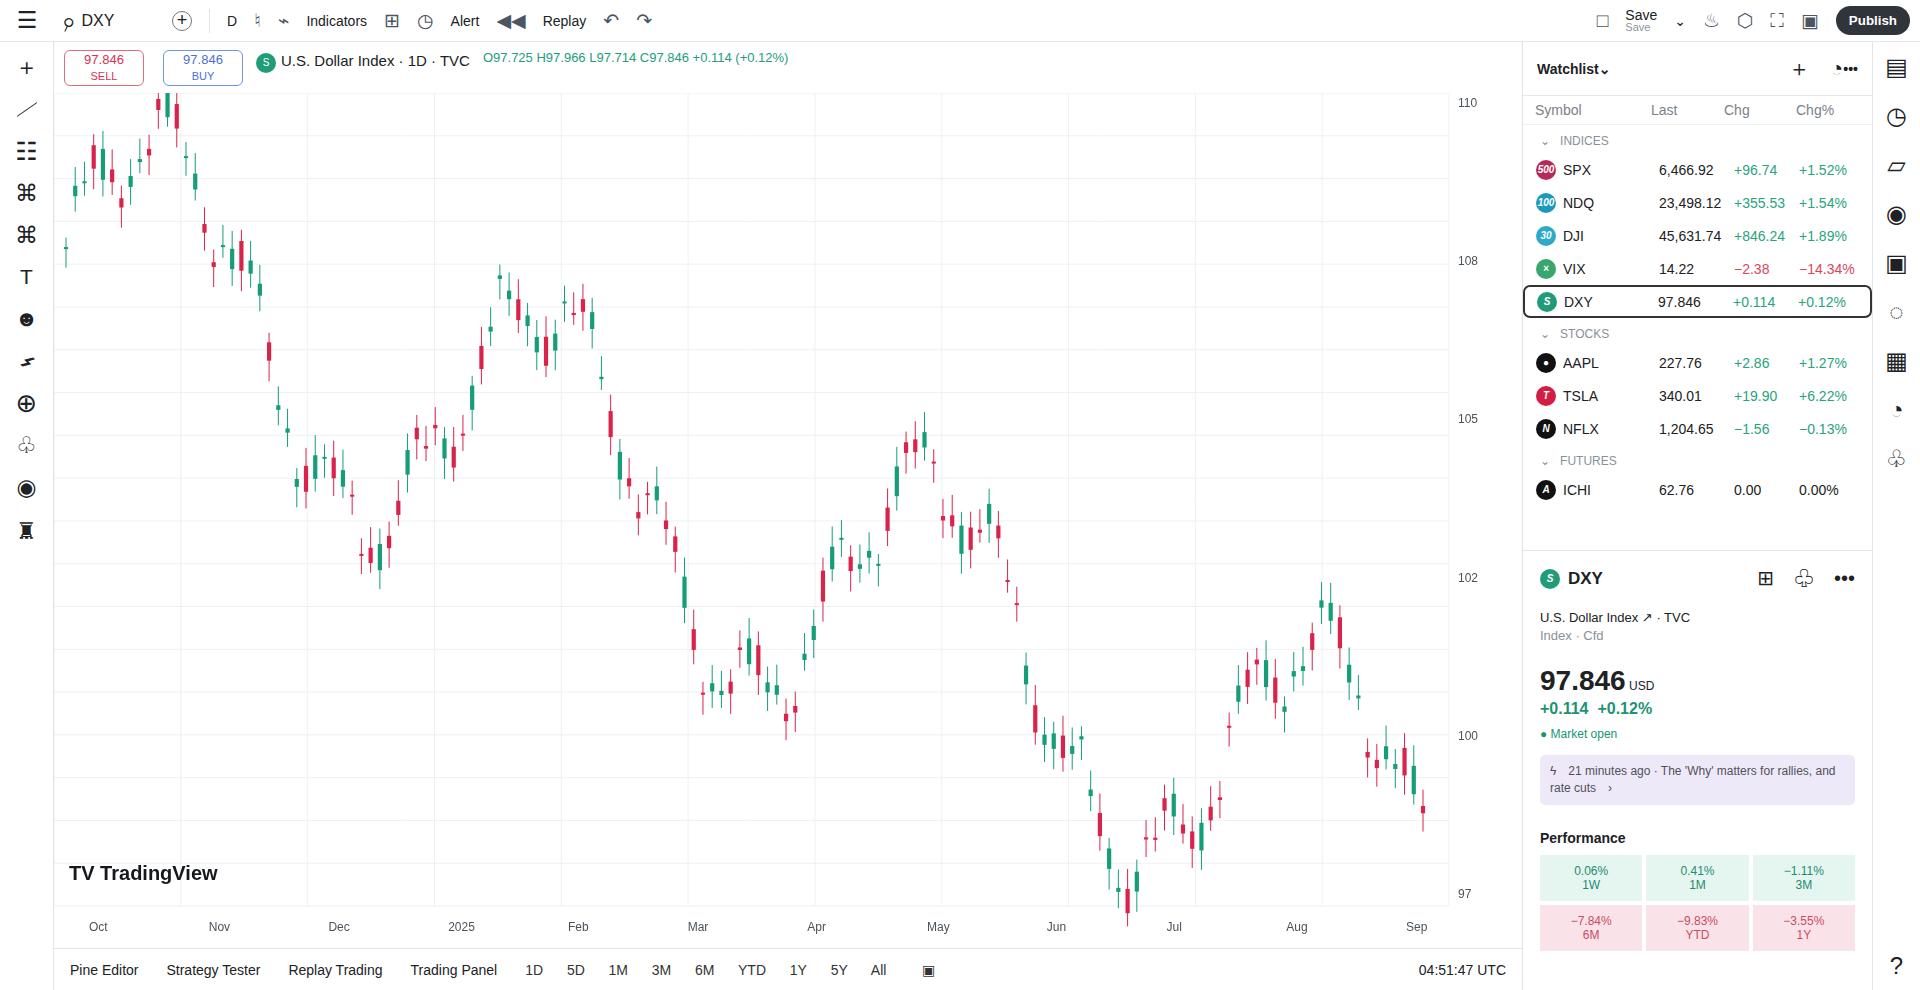 DXY
D
Indicators
Alert
Replay
Save
Save
Publish
97.846
SELL
97.846
BUY
S
U.S. Dollar Index · 1D · TVC
O97.725 H97.966 L97.714 C97.846 +0.114 (+0.12%)
T
110
108
105
102
100
97
TV TradingView
Oct Nov Dec 2025 Feb Mar Apr May Jun Jul Aug Sep
Pine Editor Strategy Tester Replay Trading Trading Panel 1D 5D 1M 3M 6M YTD 1Y 5Y All
04:51:47 UTC
Watchlist
Symbol Last Chg Chg%
INDICES
500 SPX 6,466.92 +96.74 +1.52%
100 NDQ 23,498.12 +355.53 +1.54%
30 DJI 45,631.74 +846.24 +1.89%
× VIX 14.22 −2.38 −14.34%
S DXY 97.846 +0.114 +0.12%
STOCKS
AAPL 227.76 +2.86 +1.27%
T TSLA 340.01 +19.90 +6.22%
N NFLX 1,204.65 −1.56 −0.13%
FUTURES
A ICHI 62.76 0.00 0.00%
S DXY
U.S. Dollar Index ↗ · TVC
Index · Cfd
97.846 USD
+0.114 +0.12%
● Market open
ϟ 21 minutes ago · The 'Why' matters for rallies, and
rate cuts ›
Performance
0.06% 0.41% −1.11%
1W 1M 3M
−7.84% −9.83% −3.55%
6M YTD 1Y
?